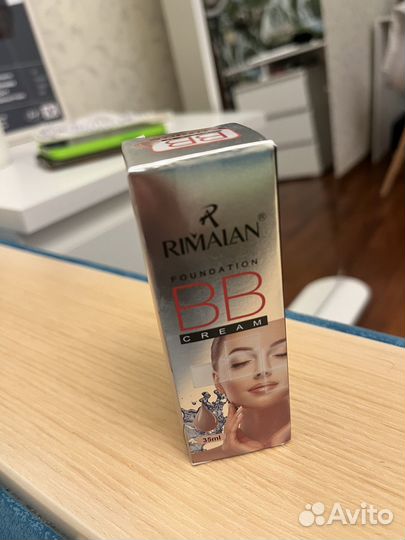 BB
RIMALAN®
FOUNDATION
BB
CREAM
35ml
Avito